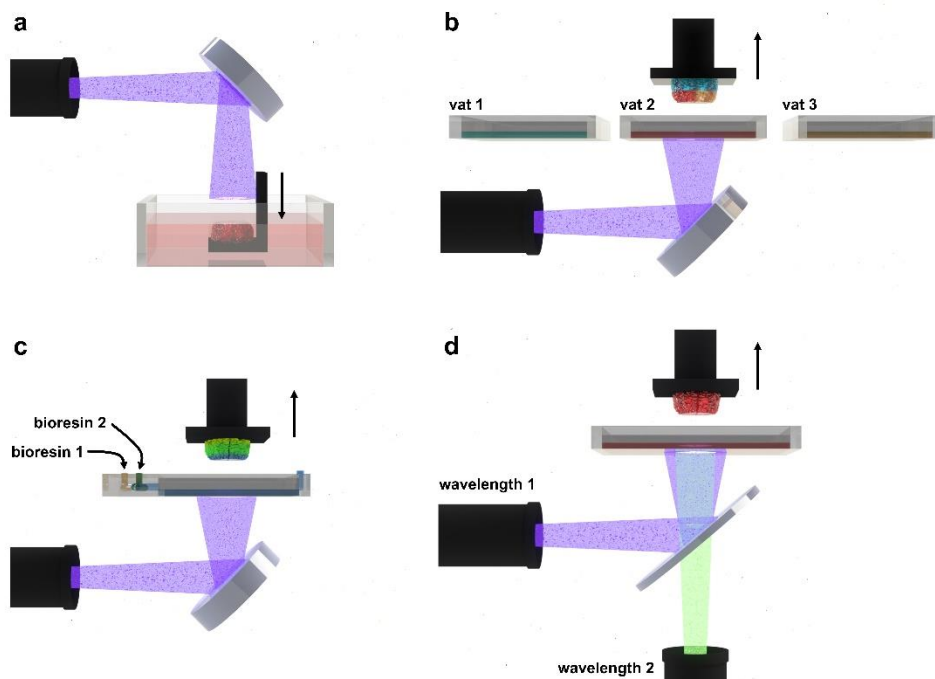 a
b
vat 1
vat 2
vat 3
c
bioresin 2
bioresin 1
d
wavelength 1
wavelength 2